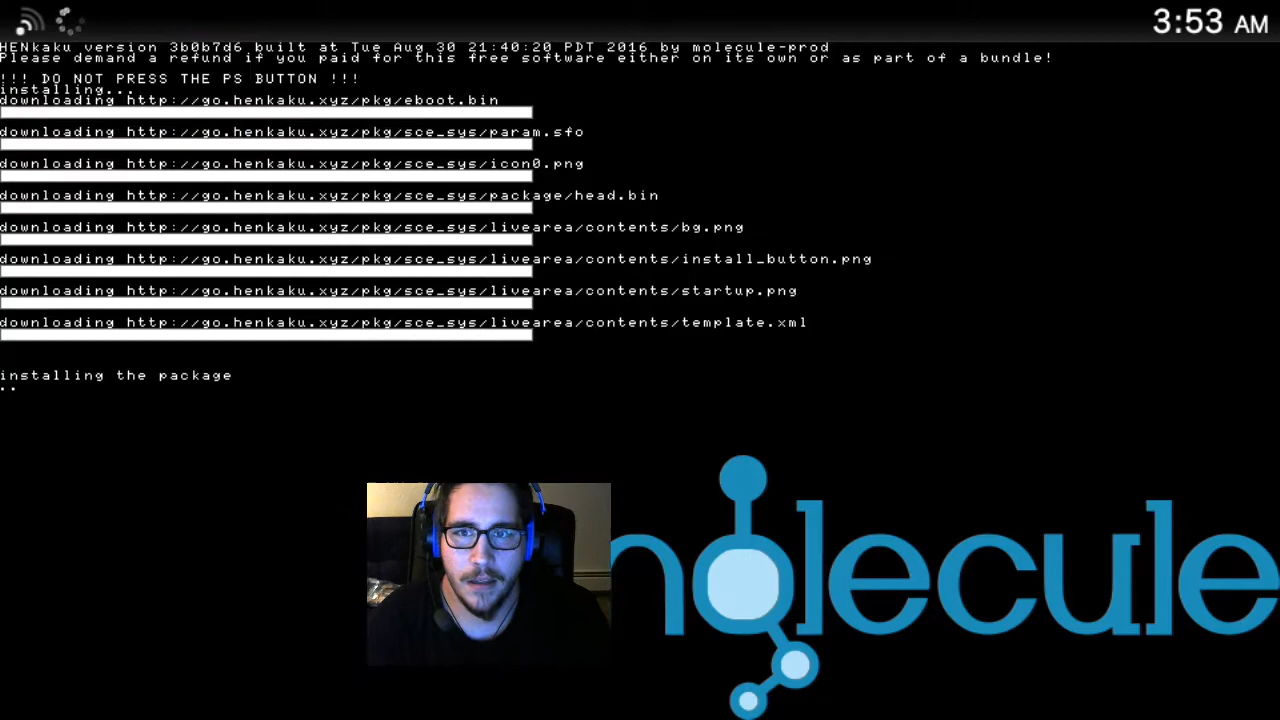 3:53 AM
HENkaku version 3b0b7d6 built at Tue Aug 30 21:40:20 PDT 2016 by molecule-prod
Please demand a refund if you paid for this free software either on its own or as part of a bundle!
!!! DO NOT PRESS THE PS BUTTON !!!
installing...
downloading http://go.henkaku.xyz/pkg/eboot.bin
downloading http://go.henkaku.xyz/pkg/sce_sys/param.sfo
downloading http://go.henkaku.xyz/pkg/sce_sys/icon0.png
downloading http://go.henkaku.xyz/pkg/sce_sys/package/head.bin
downloading http://go.henkaku.xyz/pkg/sce_sys/livearea/contents/bg.png
downloading http://go.henkaku.xyz/pkg/sce_sys/livearea/contents/install_button.png
downloading http://go.henkaku.xyz/pkg/sce_sys/livearea/contents/startup.png
downloading http://go.henkaku.xyz/pkg/sce_sys/livearea/contents/template.xml
installing the package
..
molecule